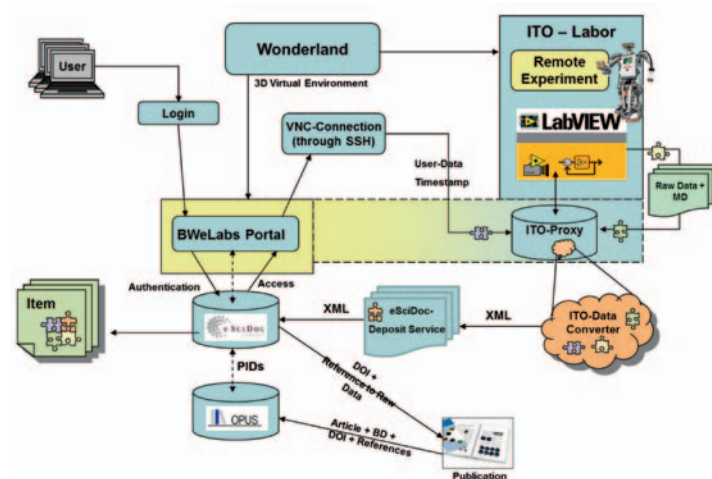 User
Login
Wonderland
3D Virtual Environment
VNC-Connection
(through SSH)
ITO – Labor
Remote
Experiment
LabVIEW
User-Data
Timestamp
Raw Data +
MD
BWeLabs Portal
ITO-Proxy
Authentication
Access
Item
eSciDoc
XML
eSciDoc-
Deposit Service
XML
ITO-Data
Converter
PIDs
DOI +
Reference to Raw
Data
OPUS
Article + BD +
DOI + References
Publication